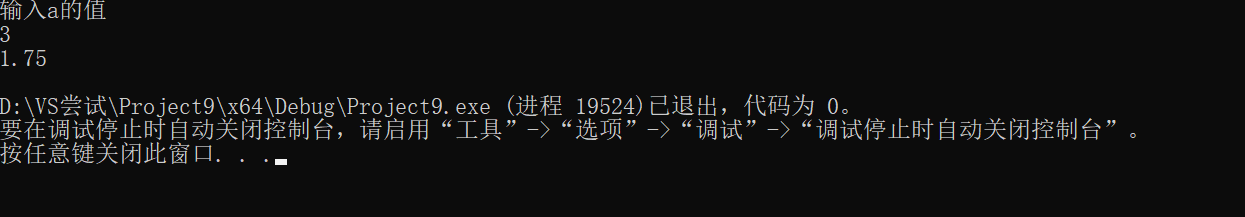 输入a的值
3
1.75
D:\VS尝试\Project9\x64\Debug\Project9.exe (进程 19524)已退出，代码为 0。
要在调试停止时自动关闭控制台，请启用“工具”->“选项”->“调试”->“调试停止时自动关闭控制台”。
按任意键关闭此窗口. . .